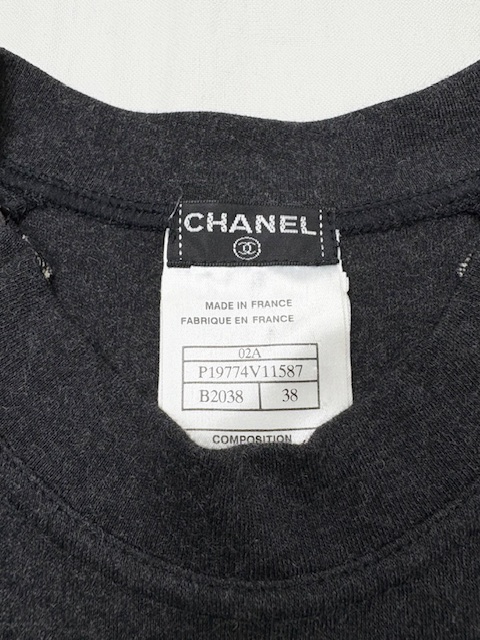 CHANEL
MADE IN FRANCE
FABRIQUE EN FRANCE
02A
P19774V11587
B2038 38
COMPOSITION